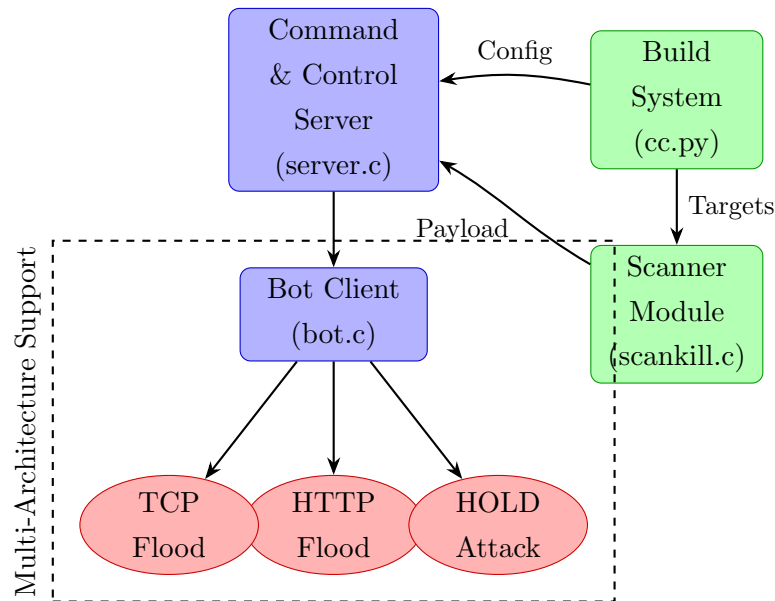 Command
& Control
Server
(server.c)
Config
Build
System
(cc.py)
Targets
Payload
Scanner
Module
(scankill.c)
Bot Client
(bot.c)
TCP
Flood
HTTP
Flood
HOLD
Attack
Multi-Architecture Support